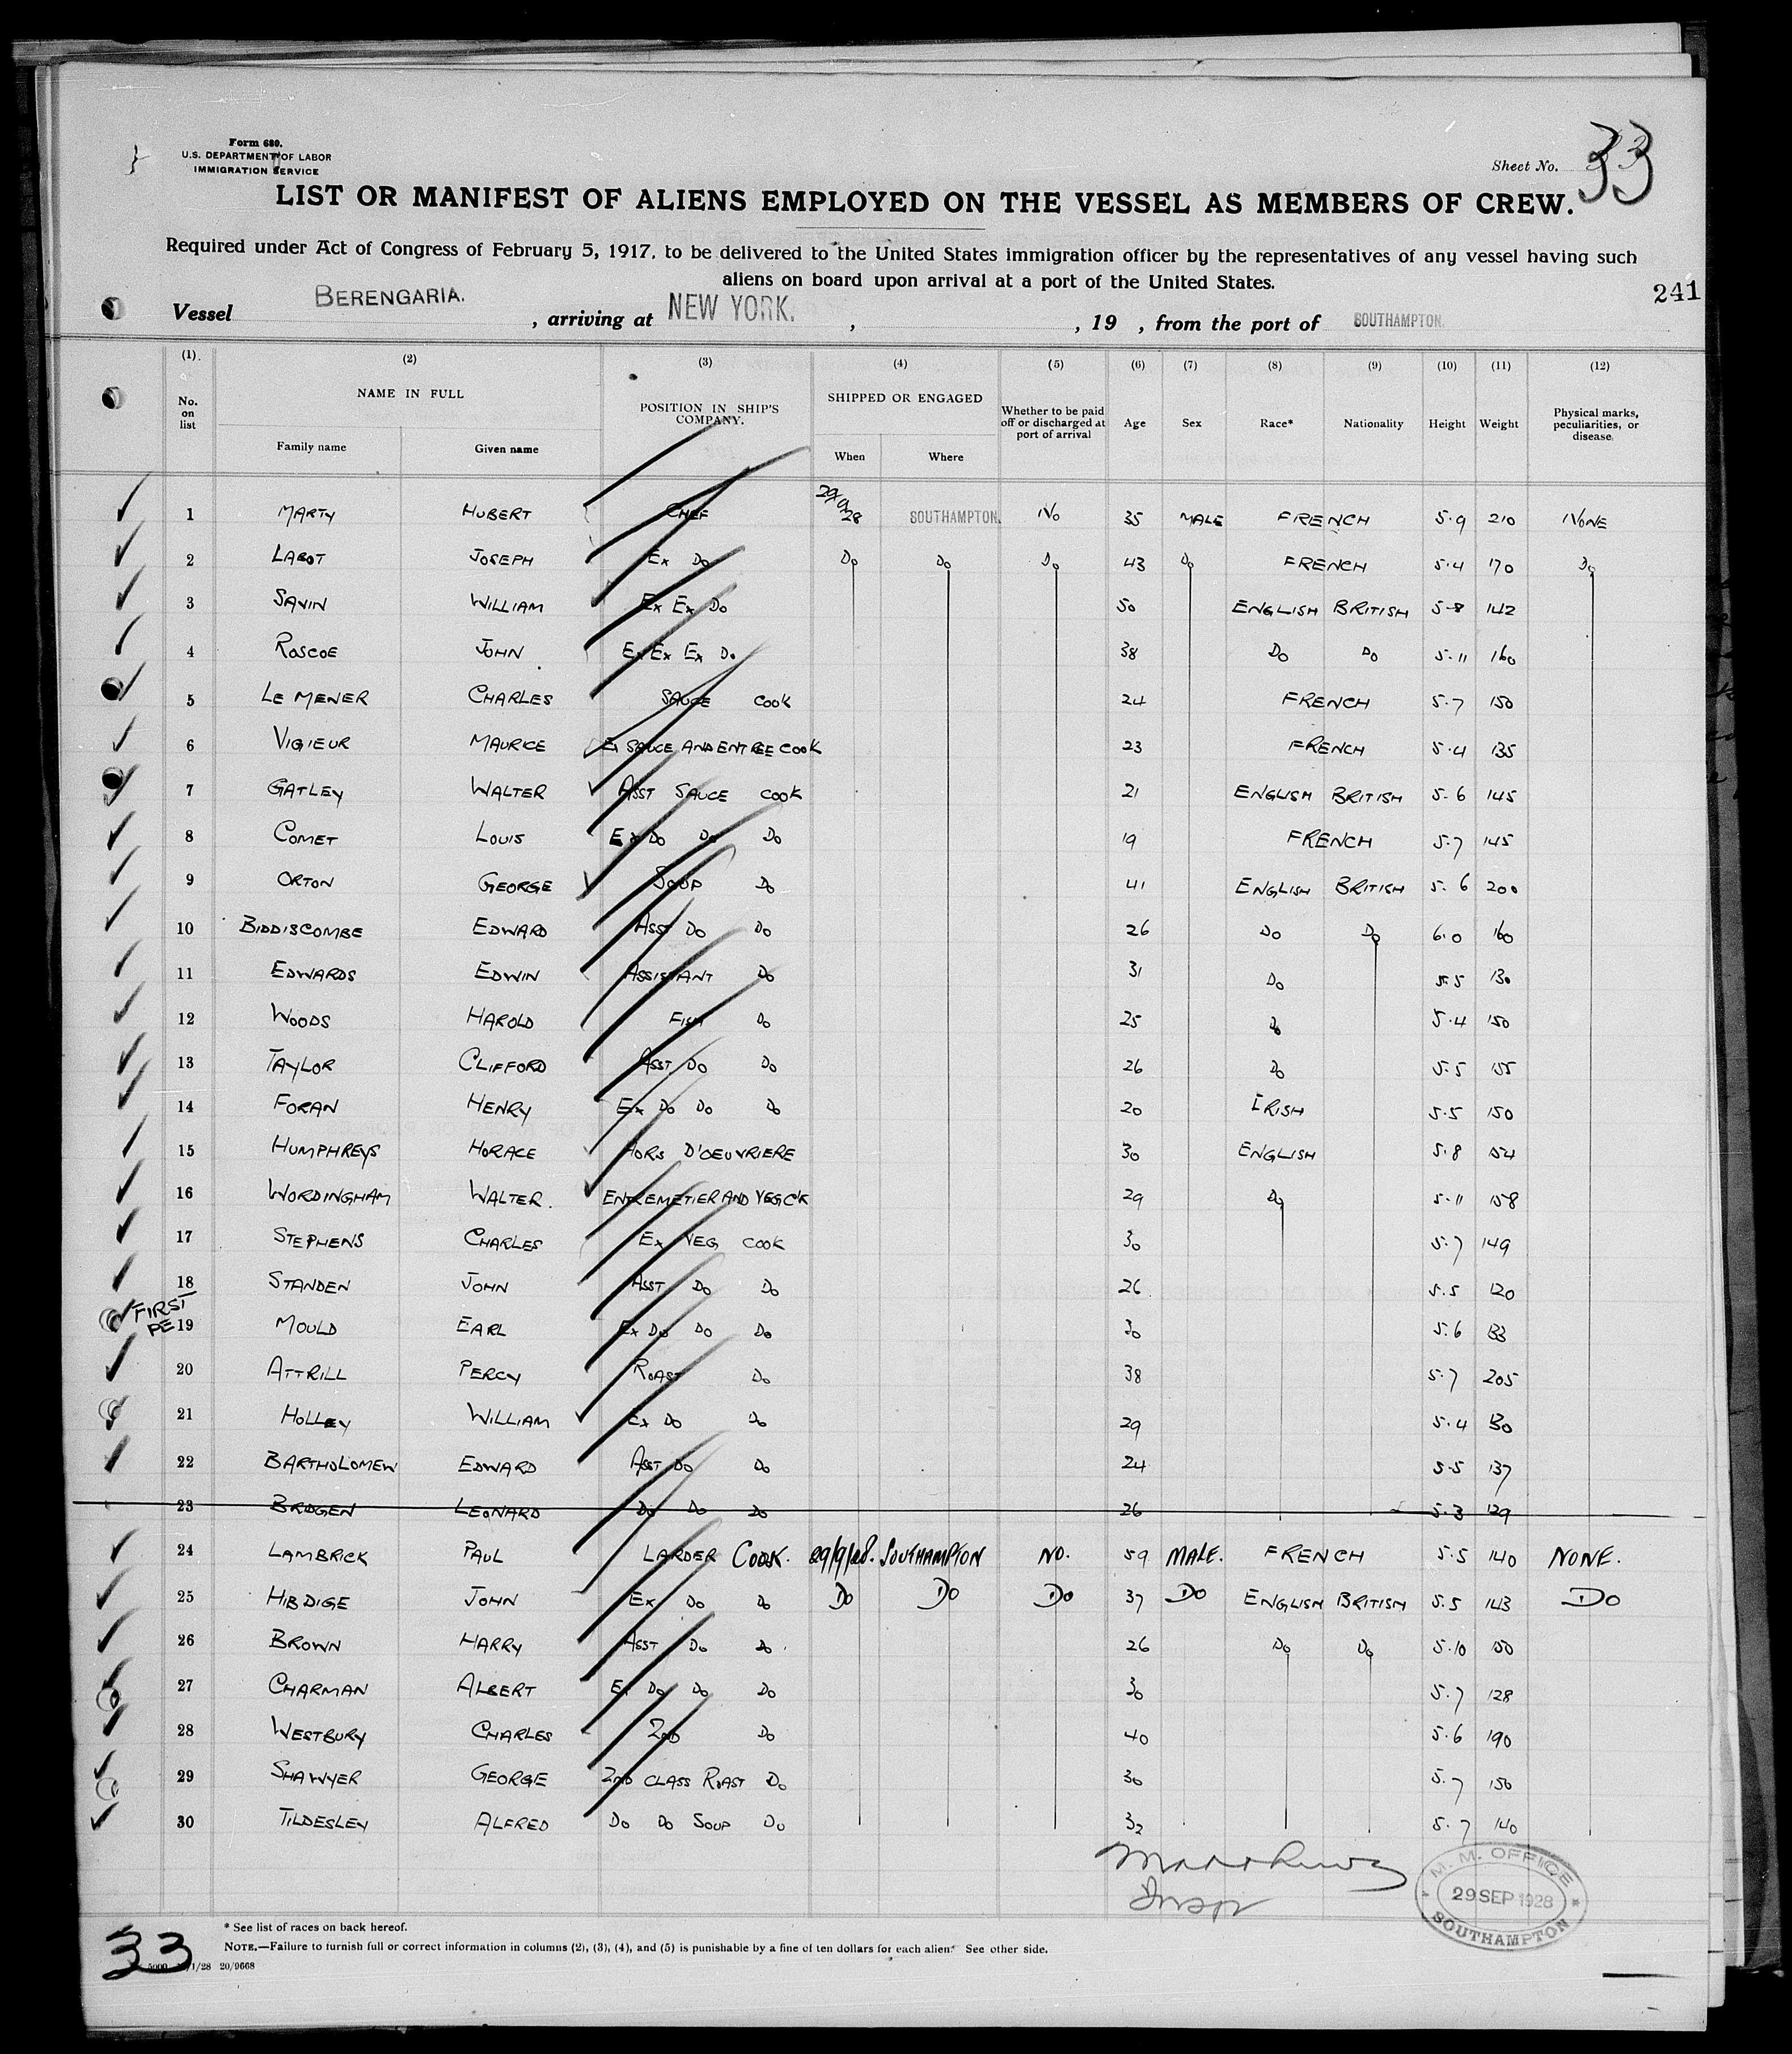 Form 680.
U.S. DEPARTMENT OF LABOR
IMMIGRATION SERVICE
Sheet No. 33
LIST OR MANIFEST OF ALIENS EMPLOYED ON THE VESSEL AS MEMBERS OF CREW.
Required under Act of Congress of February 5, 1917, to be delivered to the United States immigration officer by the representatives of any vessel having such
aliens on board upon arrival at a port of the United States.
241
Vessel BERENGARIA. , arriving at NEW YORK. , , 19 , from the port of SOUTHAMPTON.
(1) (2) (3) (4) (5) (6) (7) (8) (9) (10) (11) (12)
No. on list NAME IN FULL Family name Given name POSITION IN SHIP'S COMPANY. SHIPPED OR ENGAGED When Where Whether to be paid off or discharged at port of arrival Age Sex Race* Nationality Height Weight Physical marks, peculiarities, or disease
1 MARTY HUBERT CHEF 29/9/28 SOUTHAMPTON. No 35 MALE FRENCH 5.9 210 NONE
2 LABOT JOSEPH Ex Do Do Do Do 43 Do FRENCH 5.4 170 Do
3 SAVIN WILLIAM Ex Ex Do 50 ENGLISH BRITISH 5-8 142
4 ROSCOE JOHN Ex Ex Ex Do 38 Do Do 5.11 160
5 LE MENER CHARLES SAUCE COOK 24 FRENCH 5.7 150
6 VIGIEUR MAURICE Ex SAUCE AND ENTREE COOK 23 FRENCH 5.4 135
7 GATLEY WALTER ASST SAUCE COOK 21 ENGLISH BRITISH 5.6 145
8 COMET LOUIS Ex Do Do Do 19 FRENCH 5.7 145
9 ORTON GEORGE SOUP Do 41 ENGLISH BRITISH 5.6 200
10 BIDDISCOMBE EDWARD ASST Do Do 26 Do Do 6.0 160
11 EDWARDS EDWIN ASSISTANT Do 31 Do 5.5 130
12 WOODS HAROLD FISH Do 25 Do 5.4 150
13 TAYLOR CLIFFORD ASST. Do Do 26 Do 5.5 155
14 FORAN HENRY Ex Do Do Do 20 IRISH 5.5 150
15 HUMPHREYS HORACE HORS D'OEUVRIERE 30 ENGLISH 5.8 154
16 WORDINGHAM WALTER. ENTREMETIER AND VEG CK 29 Do 5.11 158
17 STEPHENS CHARLES Ex VEG COOK 30 5.7 149
18 STANDEN JOHN ASST Do Do 26 5.5 120
FIRST
19 MOULD EARL Ex Do Do Do 30 5.6 133
20 ATTRILL PERCY ROAST Do 38 5.7 205
21 HOLLEY WILLIAM Ex Do Do 29 5.4 130
22 BARTHOLOMEW EDWARD ASST Do Do 24 5.5 137
23 BRIDGEN LEONARD Do Do Do 26 5.3 129
24 LAMBRICK PAUL LARDER COOK. 29/9/28. SOUTHAMPTON NO. 59 MALE. FRENCH 5.5 140 NONE.
25 HIBDIGE JOHN Ex Do Do Do Do Do 37 Do ENGLISH BRITISH 5.5 143 Do
26 BROWN HARRY ASST Do Do 26 Do Do 5.10 150
27 CHARMAN ALBERT Ex Do Do Do 30 5.7 128
28 WESTBURY CHARLES 2ND Do 40 5.6 190
29 SHAWYER GEORGE 2ND CLASS ROAST Do 30 5.7 150
30 TILDESLEY ALFRED Do Do SOUP Do 32 5.7 140
M. M. OFFICE
29 SEP 1928
SOUTHAMPTON
* See list of races on back hereof.
NOTE.—Failure to furnish full or correct information in columns (2), (3), (4), and (5) is punishable by a fine of ten dollars for each alien. See other side.
33
5000 /1/28 20/9668